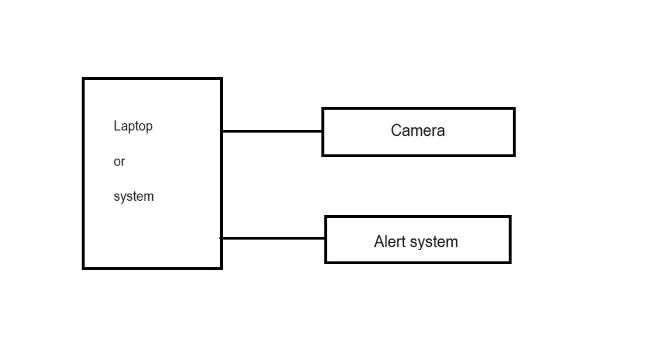 Laptop
or
system
Camera
Alert system